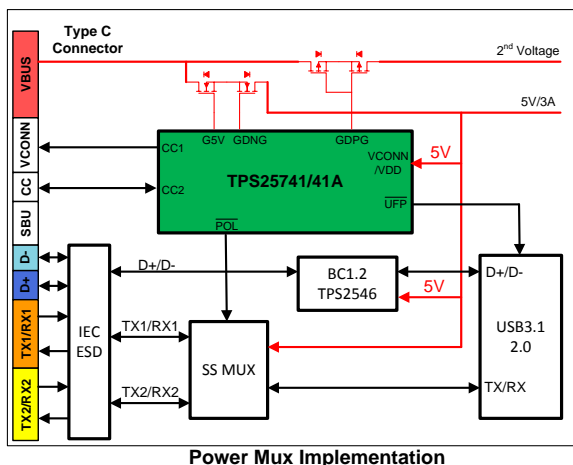 Type C
Connector
2nd Voltage
5V/3A
VBUS
VCONN
CC
SBU
D-
D+
TX1/RX1
TX2/RX2
G5V
GDNG
GDPG
CC1
CC2
TPS25741/41A
VCONN
/VDD
5V
UFP
POL
IEC
ESD
D+/D-
BC1.2
TPS2546
5V
D+/D-
USB3.1
2.0
TX1/RX1
TX2/RX2
SS MUX
TX/RX
Power Mux Implementation